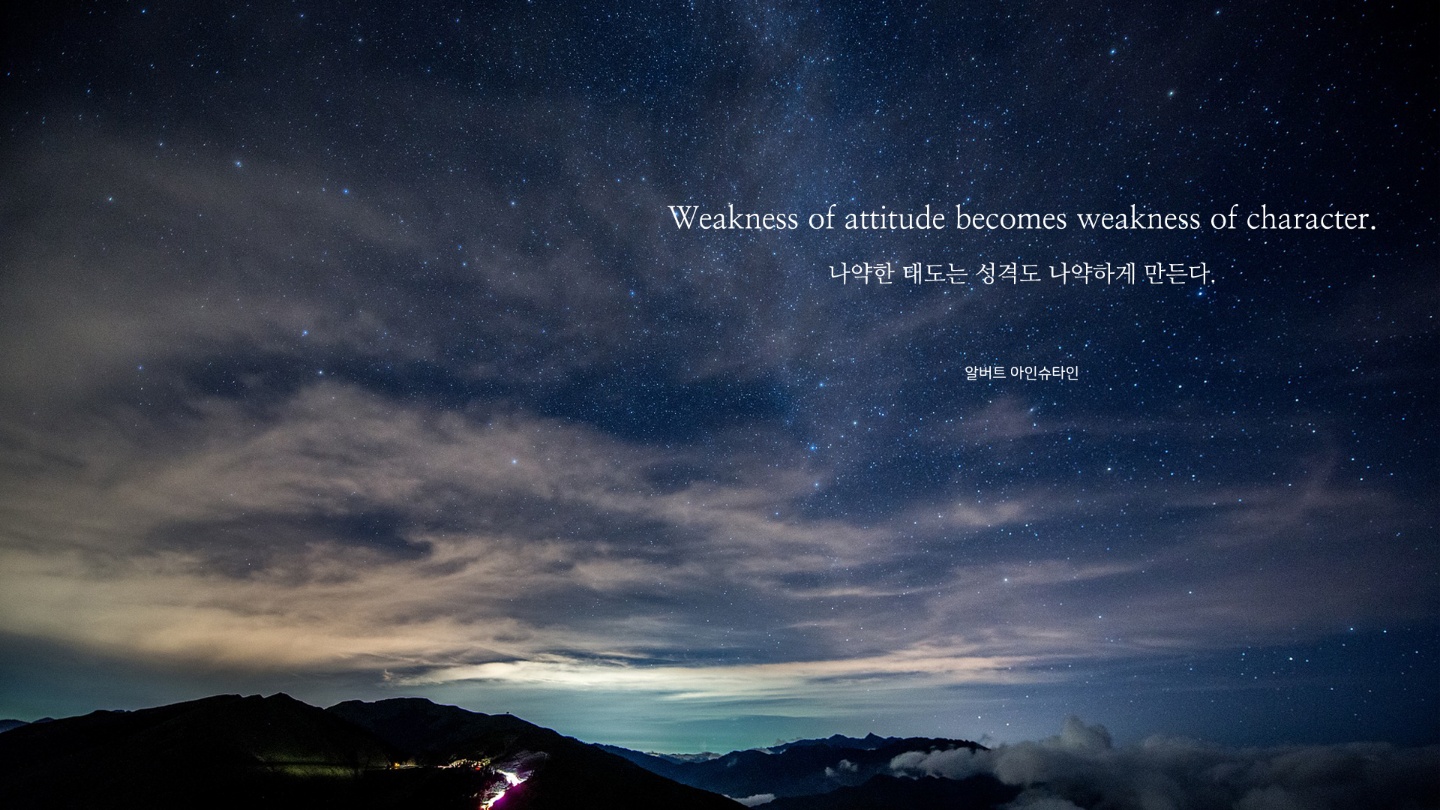 Weakness of attitude becomes weakness of character.
나약한 태도는 성격도 나약하게 만든다.
알버트 아인슈타인